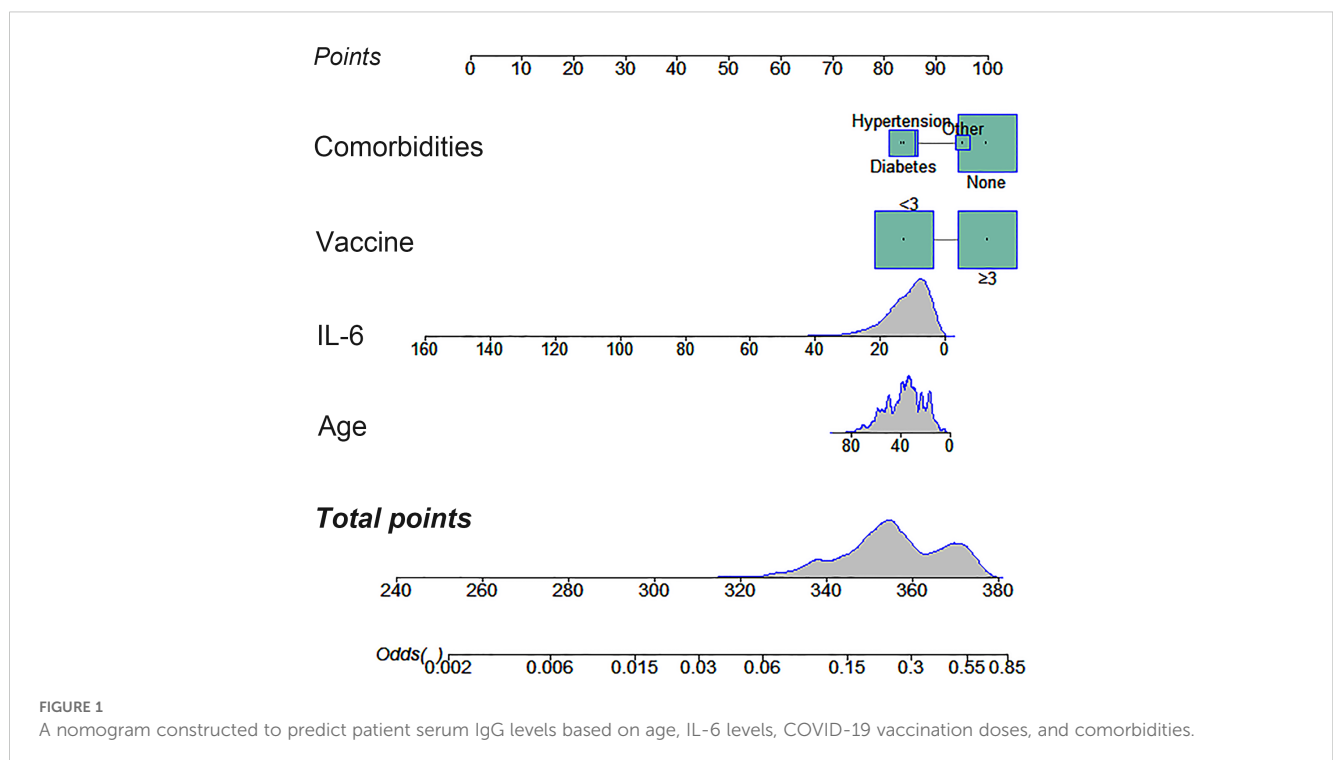 Points
0 10 20 30 40 50 60 70 80 90 100
Hypertension Other
Comorbidities
Diabetes
None
<3
Vaccine
≥3
IL-6
160 140 120 100 80 60 40 20 0
Age
80 40 0
Total points
240 260 280 300 320 340 360 380
Odds( )
0.002 0.006 0.015 0.03 0.06 0.15 0.3 0.55 0.85
FIGURE 1
A nomogram constructed to predict patient serum IgG levels based on age, IL-6 levels, COVID-19 vaccination doses, and comorbidities.